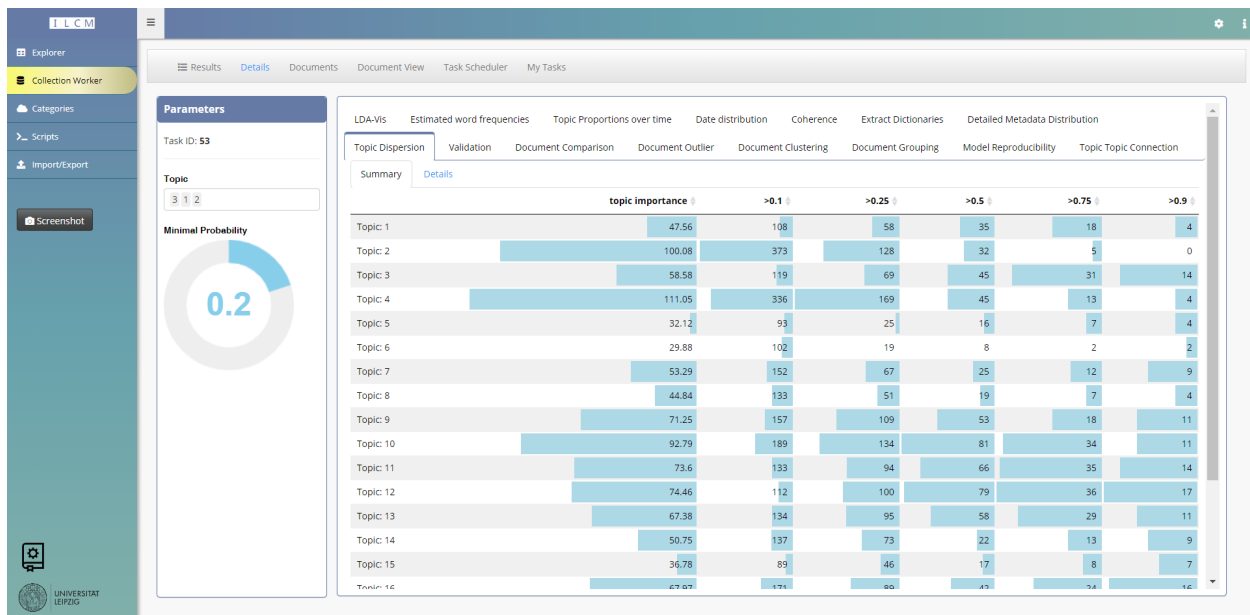 ILCM
Explorer
Collection Worker
Categories
Scripts
Import/Export
Screenshot
UNIVERSITÄT
LEIPZIG
Results Details Documents Document View Task Scheduler My Tasks
Parameters
Task ID: 53
Topic
3 1 2
Minimal Probability
0.2
LDA-Vis Estimated word frequencies Topic Proportions over time Date distribution Coherence Extract Dictionaries Detailed Metadata Distribution
Topic Dispersion Validation Document Comparison Document Outlier Document Clustering Document Grouping Model Reproducibility Topic Topic Connection
Summary Details
topic importance >0.1 >0.25 >0.5 >0.75 >0.9
Topic: 1 47.56 108 58 35 18 4
Topic: 2 100.08 373 128 32 5 0
Topic: 3 58.58 119 69 45 31 14
Topic: 4 111.05 336 169 45 13 4
Topic: 5 32.12 93 25 16 7 4
Topic: 6 29.88 102 19 8 2 2
Topic: 7 53.29 152 67 25 12 9
Topic: 8 44.84 133 51 19 7 4
Topic: 9 71.25 157 109 53 18 11
Topic: 10 92.79 189 134 81 34 11
Topic: 11 73.6 133 94 66 35 14
Topic: 12 74.46 112 100 79 36 17
Topic: 13 67.38 134 95 58 29 11
Topic: 14 50.75 137 73 22 13 9
Topic: 15 36.78 89 46 17 8 7
Topic: 16 67.97 171 89 42 24 16